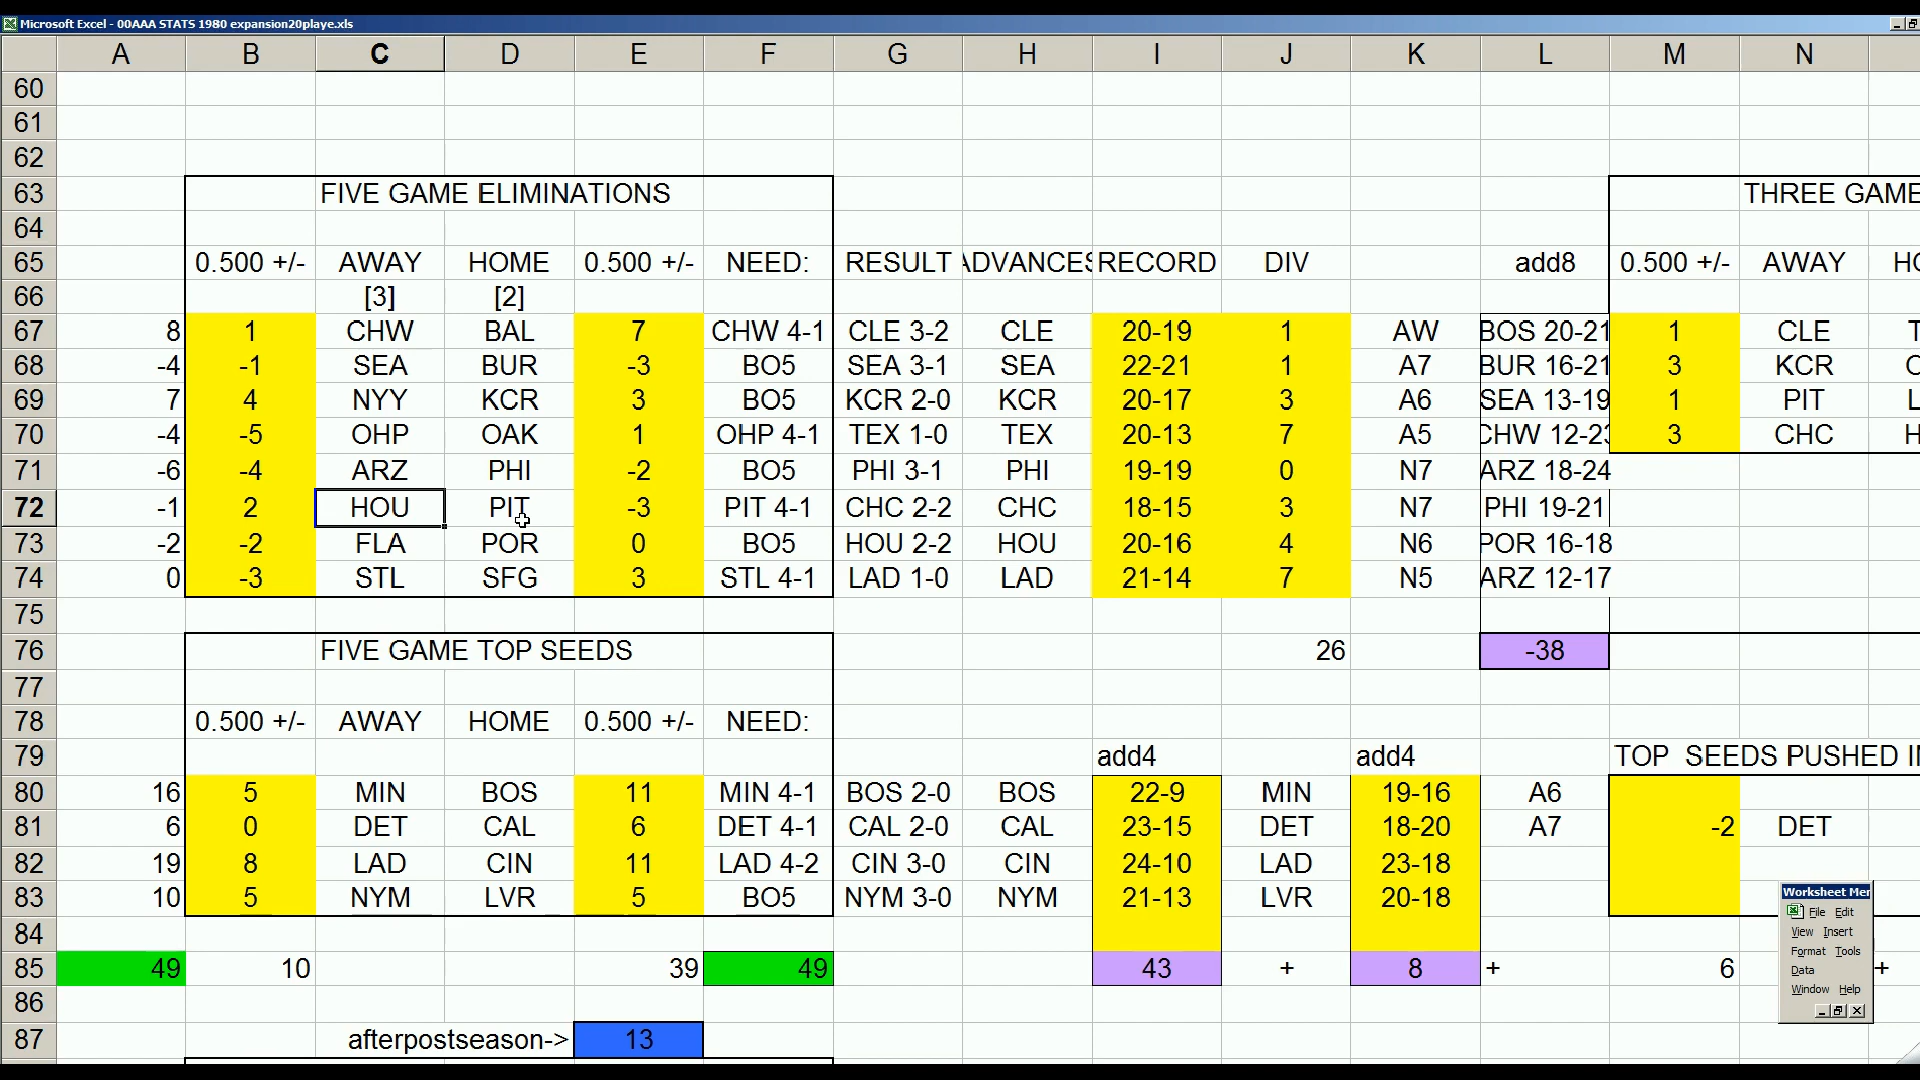 Microsoft Excel - 00AAA STATS 1980 expansion20playe.xls
A B C D E F G H I J K L M N
60
61
62
63 FIVE GAME ELIMINATIONS THREE GAME
64
65 0.500 +/- AWAY HOME 0.500 +/- NEED: RESULT ADVANCES RECORD DIV add8 0.500 +/- AWAY HO
66 [3] [2]
67 8 1 CHW BAL 7 CHW 4-1 CLE 3-2 CLE 20-19 1 AW BOS 20-21 1 CLE T
68 -4 -1 SEA BUR -3 BO5 SEA 3-1 SEA 22-21 1 A7 BUR 16-21 3 KCR
69 7 4 NYY KCR 3 BO5 KCR 2-0 KCR 20-17 3 A6 SEA 13-19 1 PIT L
70 -4 -5 OHP OAK 1 OHP 4-1 TEX 1-0 TEX 20-13 7 A5 CHW 12-23 3 CHC H
71 -6 -4 ARZ PHI -2 BO5 PHI 3-1 PHI 19-19 0 N7 ARZ 18-24
72 -1 2 HOU PIT -3 PIT 4-1 CHC 2-2 CHC 18-15 3 N7 PHI 19-21
73 -2 -2 FLA POR 0 BO5 HOU 2-2 HOU 20-16 4 N6 POR 16-18
74 0 -3 STL SFG 3 STL 4-1 LAD 1-0 LAD 21-14 7 N5 ARZ 12-17
75
76 FIVE GAME TOP SEEDS 26 -38
77
78 0.500 +/- AWAY HOME 0.500 +/- NEED:
79 add4 add4 TOP SEEDS PUSHED IN
80 16 5 MIN BOS 11 MIN 4-1 BOS 2-0 BOS 22-9 MIN 19-16 A6
81 6 0 DET CAL 6 DET 4-1 CAL 2-0 CAL 23-15 DET 18-20 A7 -2 DET
82 19 8 LAD CIN 11 LAD 4-2 CIN 3-0 CIN 24-10 LAD 23-18
83 10 5 NYM LVR 5 BO5 NYM 3-0 NYM 21-13 LVR 20-18
84
85 49 10 39 49 43 + 8 + 6 +
86
87 afterpostseason-> 13
Worksheet Mer
File Edit
View Insert
Format Tools
Data
Window Help